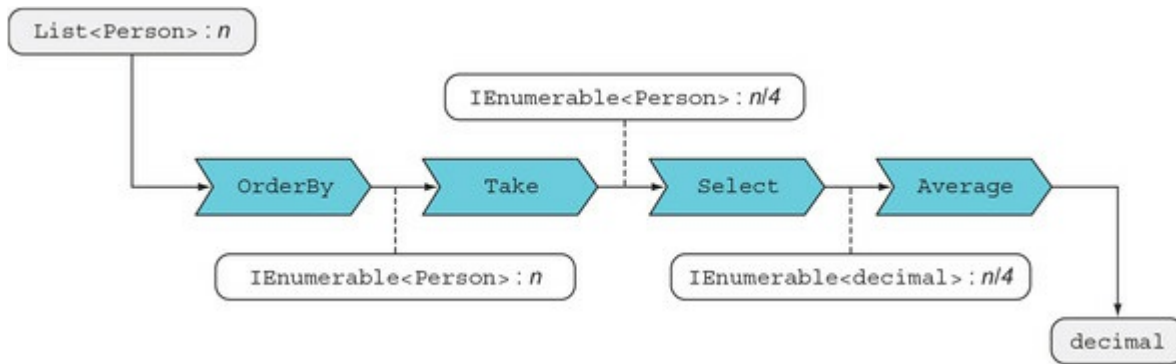 List<Person> : n
IEnumerable<Person> : n/4
OrderBy
Take
Select
Average
IEnumerable<Person> : n
IEnumerable<decimal> : n/4
decimal